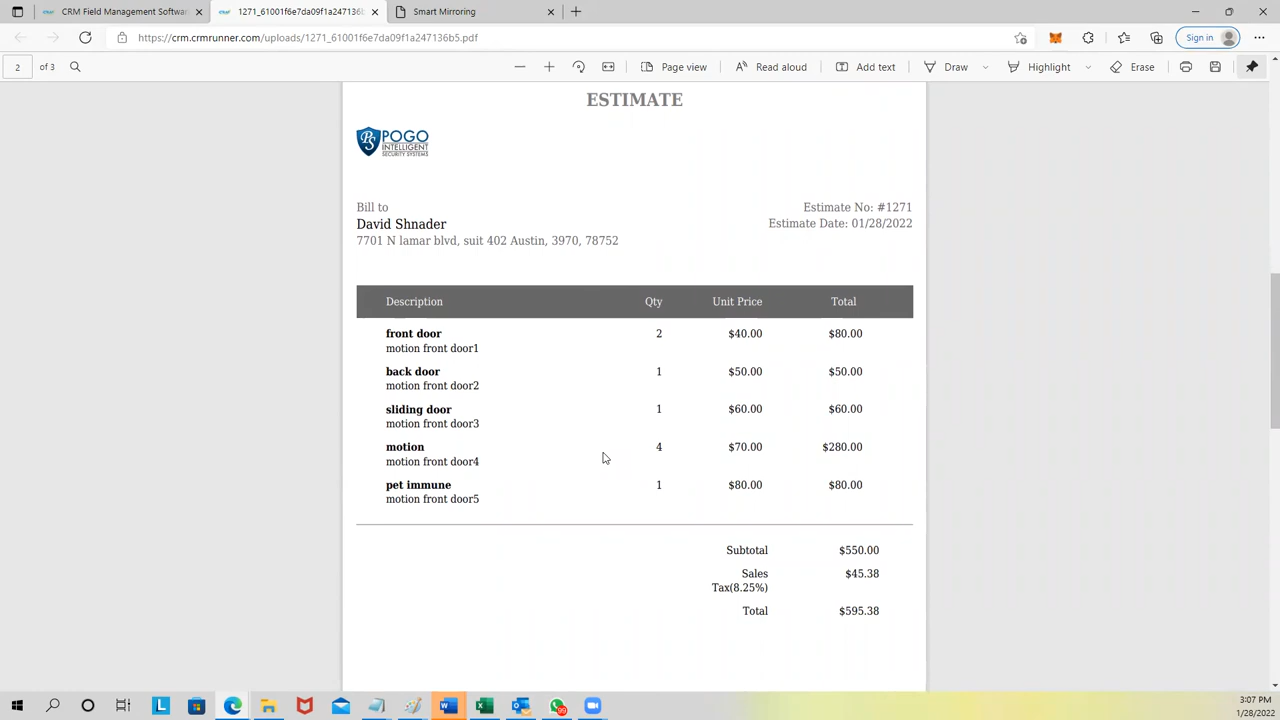 CRM Field Management Softwa
1271_61001f6e7da09f1a247136b
Smart Mirroring
https://crm.crmrunner.com/uploads/1271_61001f6e7da09f1a247136b5.pdf
Sign in
2 of 3
Page view
Read aloud
Add text
Draw
Highlight
Erase
ESTIMATE
PS POGO
INTELLIGENT
SECURITY SYSTEMS
Bill to
David Shnader
7701 N lamar blvd, suit 402 Austin, 3970, 78752
Estimate No: #1271
Estimate Date: 01/28/2022
Description Qty Unit Price Total
front door 2 $40.00 $80.00
motion front door1
back door 1 $50.00 $50.00
motion front door2
sliding door 1 $60.00 $60.00
motion front door3
motion 4 $70.00 $280.00
motion front door4
pet immune 1 $80.00 $80.00
motion front door5
Subtotal $550.00
Sales $45.38
Tax(8.25%)
Total $595.38
L
W
99
3:07 PM
1/28/2022